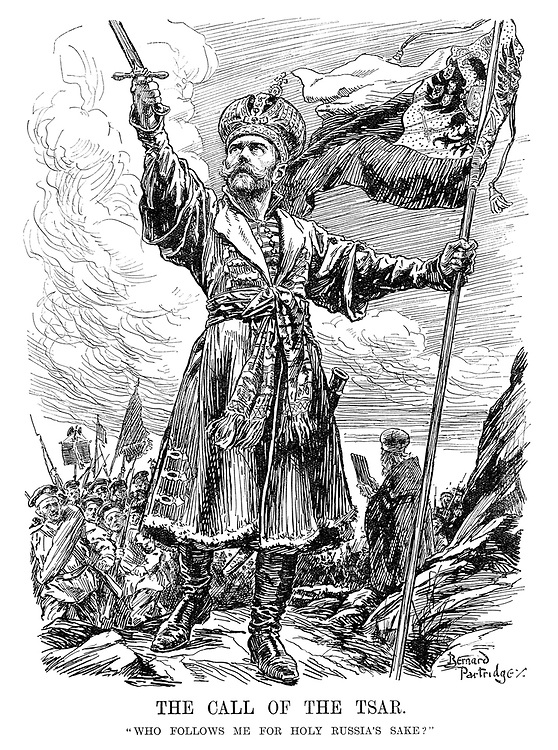 Bernard
Partridge
THE CALL OF THE TSAR.
"WHO FOLLOWS ME FOR HOLY RUSSIA'S SAKE?"